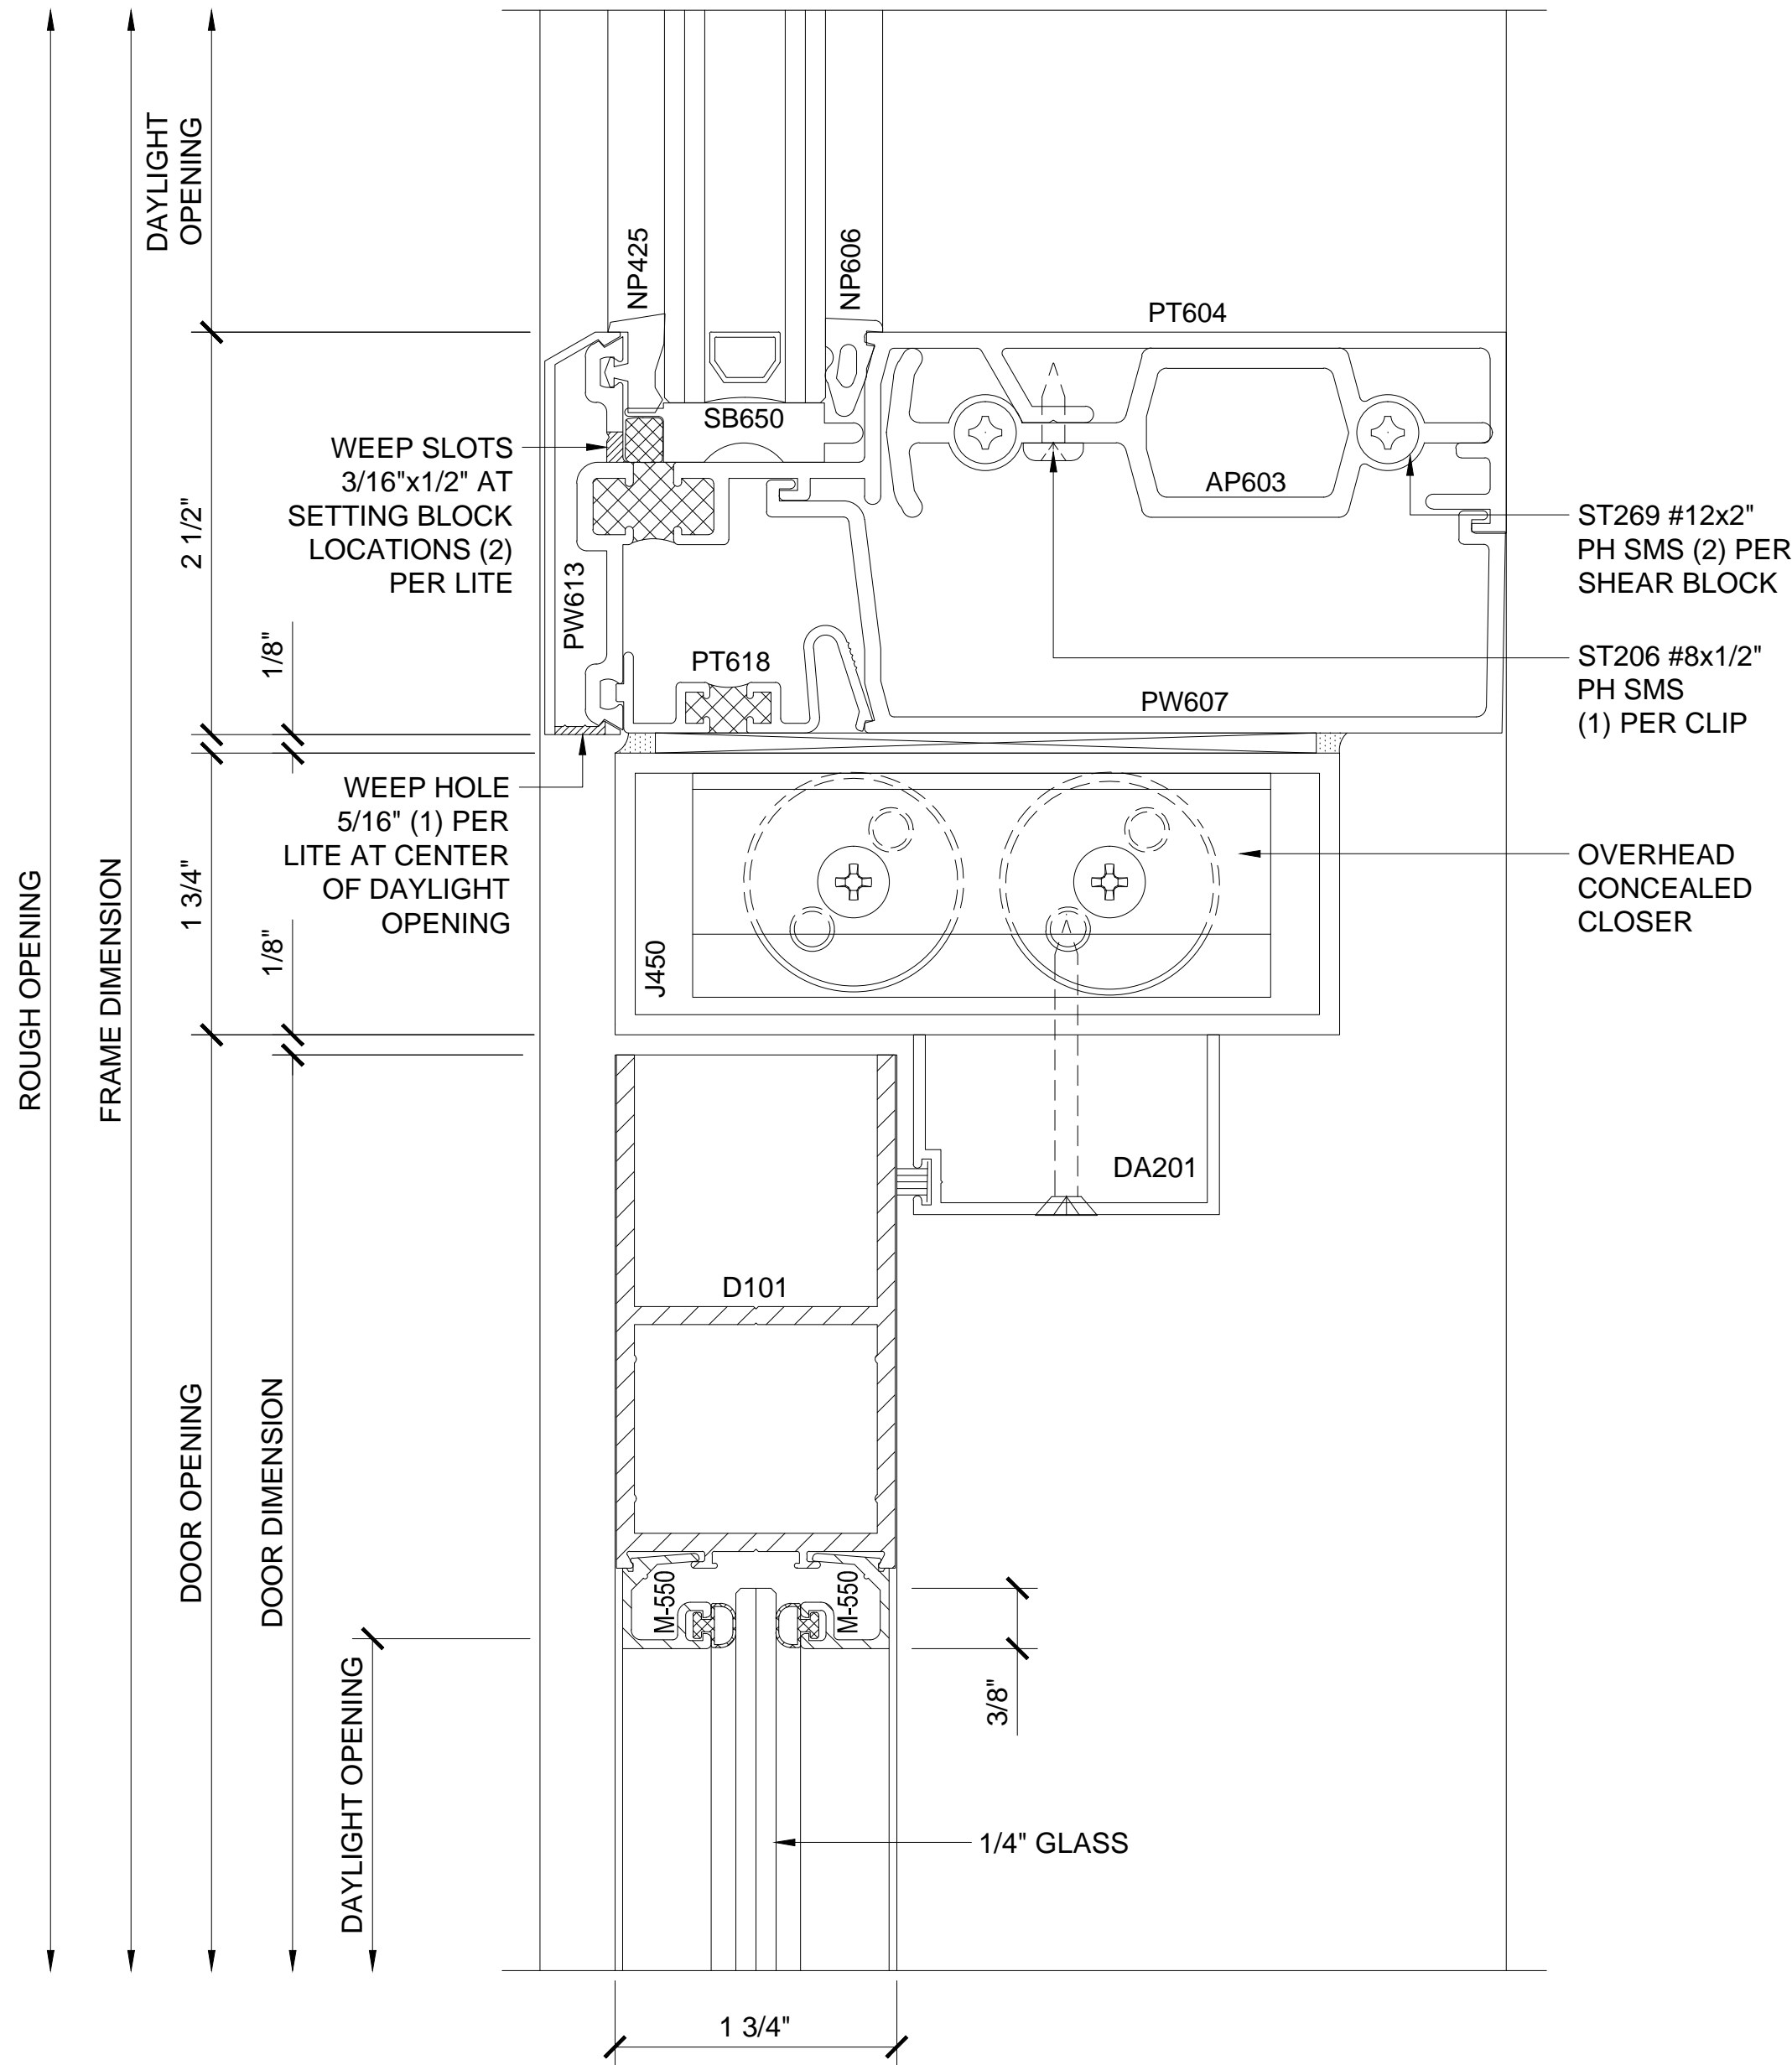 DAYLIGHT
OPENING
NP425
NP606
PT604
SB650
AP603
WEEP SLOTS
3/16"x1/2" AT
SETTING BLOCK
LOCATIONS (2)
PER LITE
2 1/2"
PW613
ST269 #12x2"
PH SMS (2) PER
SHEAR BLOCK
1/8"
PT618
PW607
ST206 #8x1/2"
PH SMS
(1) PER CLIP
WEEP HOLE
5/16" (1) PER
LITE AT CENTER
OF DAYLIGHT
OPENING
1 3/4"
1/8"
J450
OVERHEAD
CONCEALED
CLOSER
ROUGH OPENING
FRAME DIMENSION
DA201
D101
DOOR OPENING
DOOR DIMENSION
M-550
M-550
DAYLIGHT OPENING
3/8"
1/4" GLASS
1 3/4"